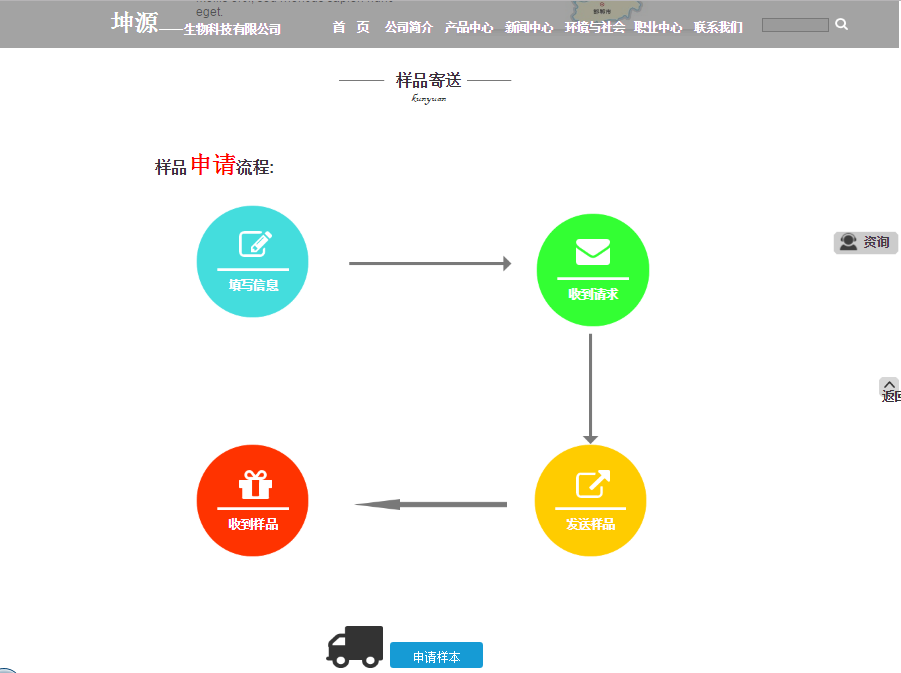 eget.
坤源——生物科技有限公司
首 页 公司简介 产品中心 新闻中心 环境与社会 职业中心 联系我们
邯郸市
样品寄送
kunyuan
样品申请流程:
填写信息
收到请求
资询
返回
收到样品
发送样品
申请样本